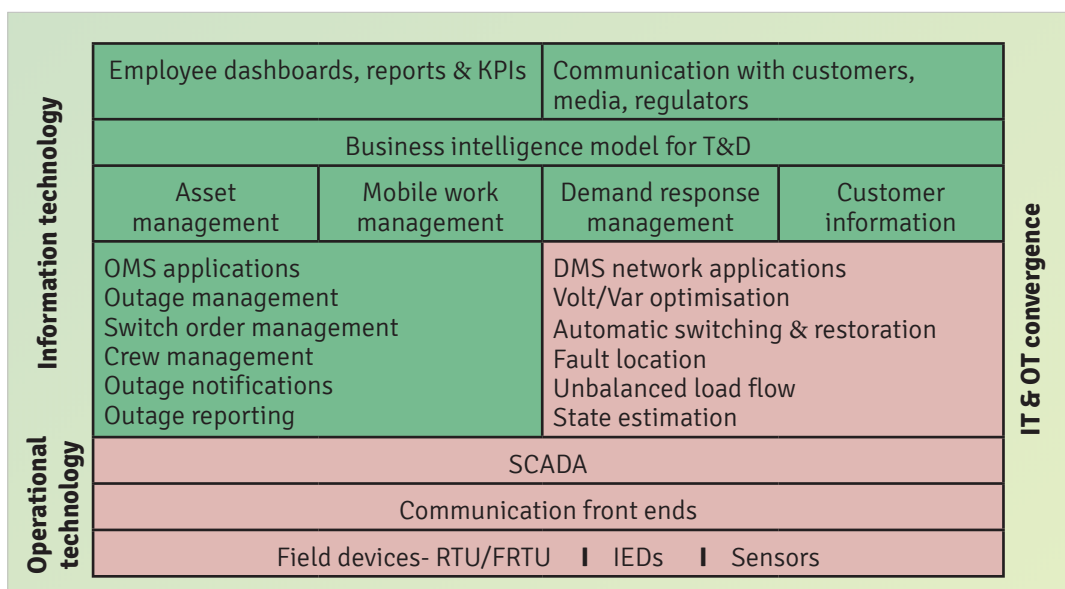 Information technology
Operational
technology
Employee dashboards, reports & KPIs
Communication with customers,
media, regulators
Business intelligence model for T&D
Asset
management
Mobile work
management
Demand response
management
Customer
information
OMS applications
Outage management
Switch order management
Crew management
Outage notifications
Outage reporting
DMS network applications
Volt/Var optimisation
Automatic switching & restoration
Fault location
Unbalanced load flow
State estimation
SCADA
Communication front ends
Field devices- RTU/FRTU I IEDs I Sensors
IT & OT convergence